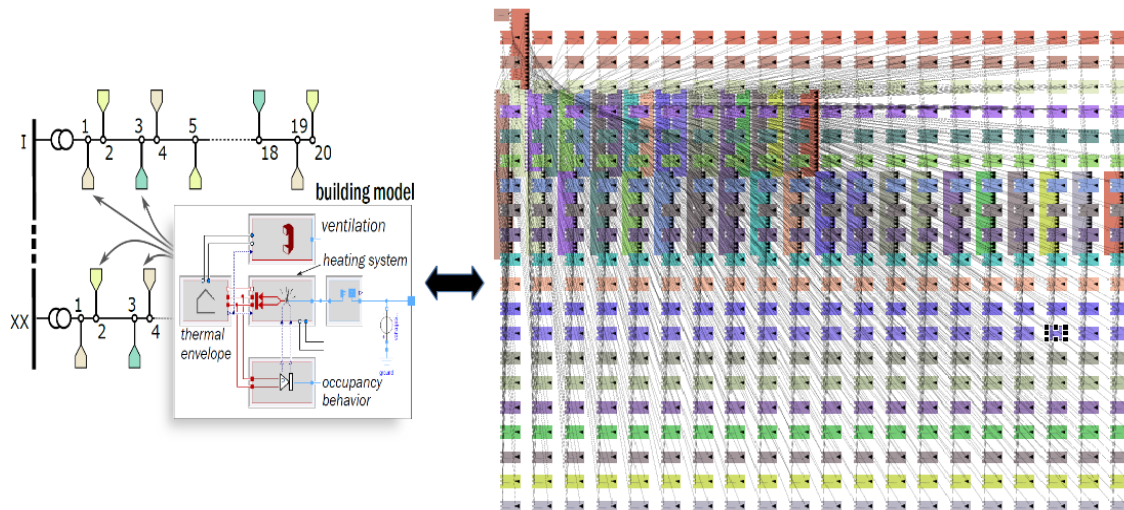 I
1
2
3
4
5
18
19
20
building model
ventilation
heating system
thermal
envelope
occupancy
behavior
ground
XX
1
2
3
4